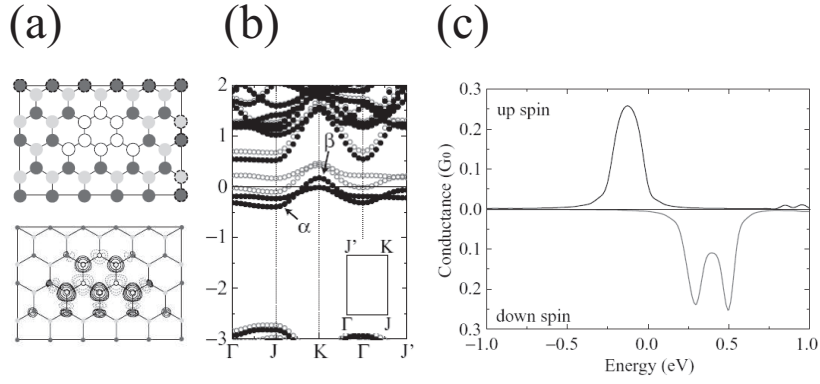 (a)
(b)
(c)
2
1
0
−1
−2
−3
β
α
J' K
Γ J
Γ J K Γ J'
0.3
0.2
0.1
0.0
0.1
0.2
0.3
Conductance (G0)
up spin
down spin
−1.0 −0.5 0.0 0.5 1.0
Energy (eV)